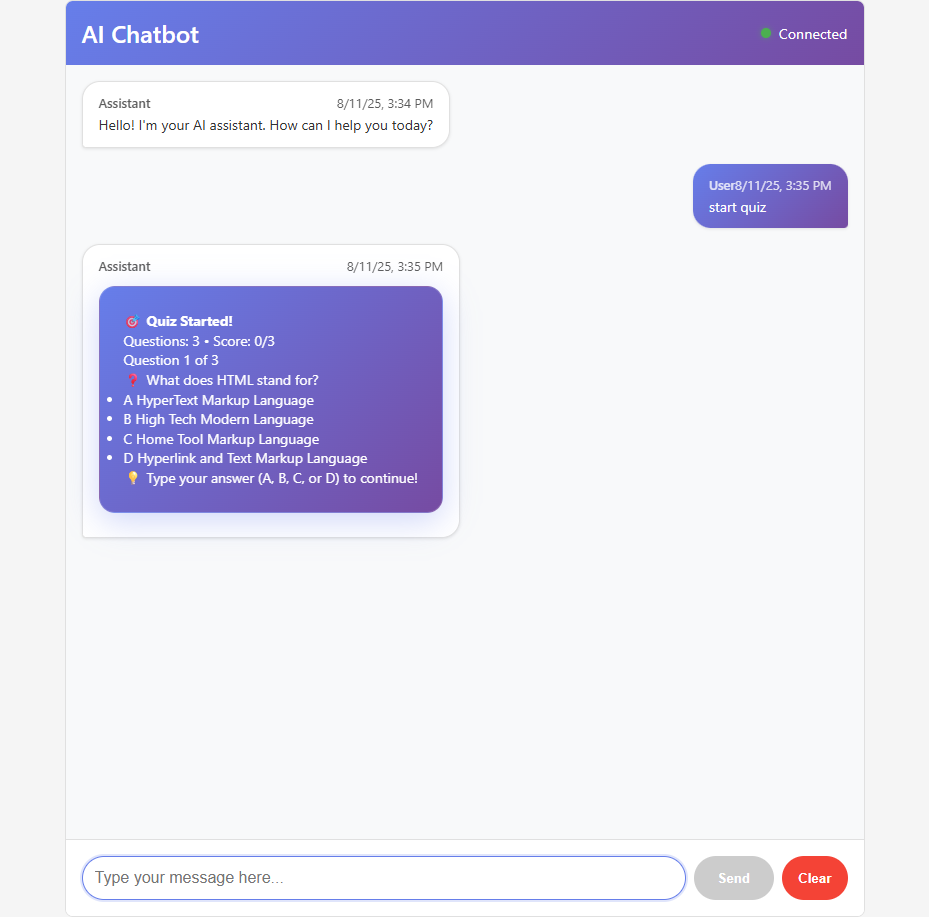 AI Chatbot
Connected
Assistant 8/11/25, 3:34 PM
Hello! I'm your AI assistant. How can I help you today?
User8/11/25, 3:35 PM
start quiz
Assistant 8/11/25, 3:35 PM
🎯 Quiz Started!
Questions: 3 • Score: 0/3
Question 1 of 3
❓ What does HTML stand for?
• A HyperText Markup Language
• B High Tech Modern Language
• C Home Tool Markup Language
• D Hyperlink and Text Markup Language
💡 Type your answer (A, B, C, or D) to continue!
Type your message here...
Send
Clear